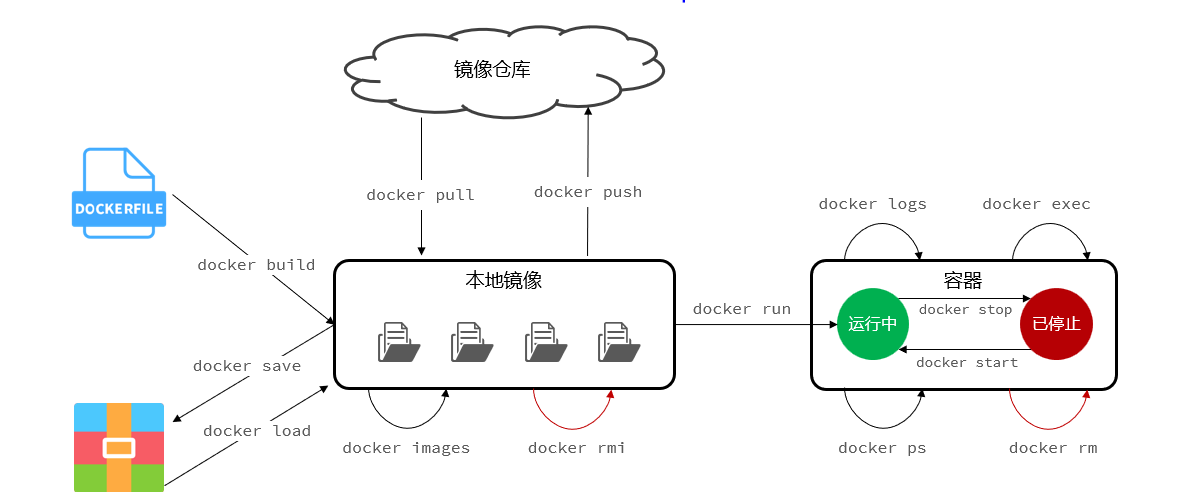 镜像仓库
docker pull
docker push
DOCKERFILE
docker build
docker logs
docker exec
本地镜像
容器
docker run
运行中
docker stop
已停止
docker start
docker save
docker load
docker images
docker rmi
docker ps
docker rm